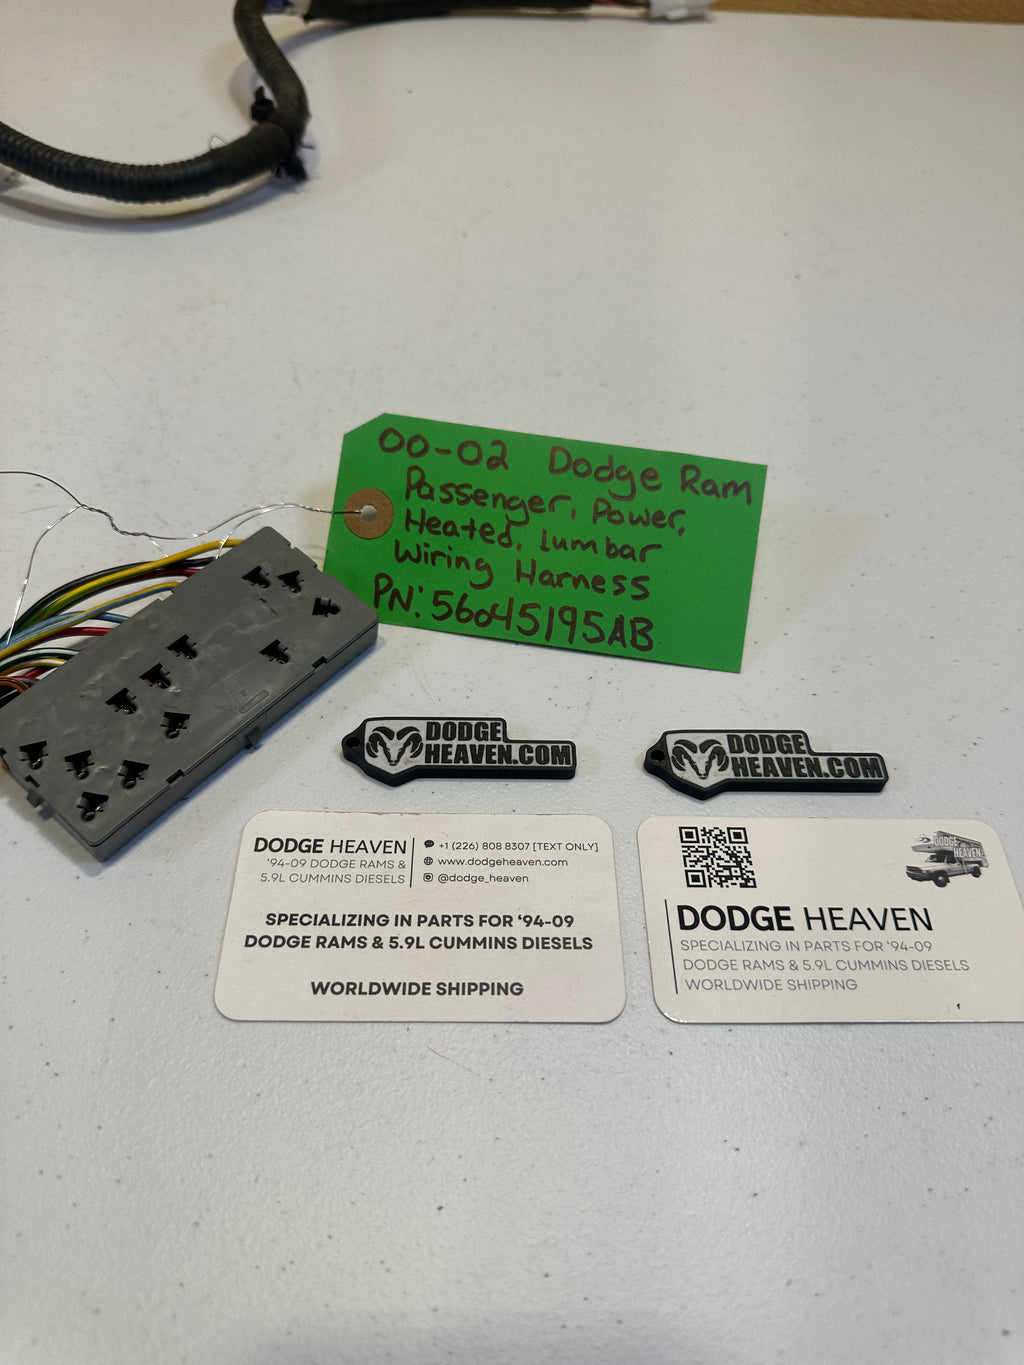 00-02 Dodge Ram
Passenger, Power,
Heated, lumbar
Wiring Harness
PN: 56045195AB
DODGE
HEAVEN.COM
DODGE
HEAVEN.COM
DODGE HEAVEN
'94-09 DODGE RAMS &
5.9L CUMMINS DIESELS
+1 (226) 808 8307 [TEXT ONLY]
www.dodgeheaven.com
@dodge_heaven
SPECIALIZING IN PARTS FOR '94-09
DODGE RAMS & 5.9L CUMMINS DIESELS
WORLDWIDE SHIPPING
DODGE
HEAVEN
DODGE HEAVEN
SPECIALIZING IN PARTS FOR '94-09
DODGE RAMS & 5.9L CUMMINS DIESELS
WORLDWIDE SHIPPING